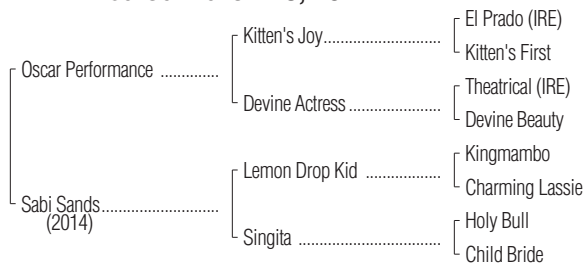 El Prado (IRE)
Kitten's Joy
Kitten's First
Oscar Performance
Theatrical (IRE)
Devine Actress
Devine Beauty
Kingmambo
Lemon Drop Kid
Charming Lassie
Sabi Sands
(2014)
Holy Bull
Singita
Child Bride